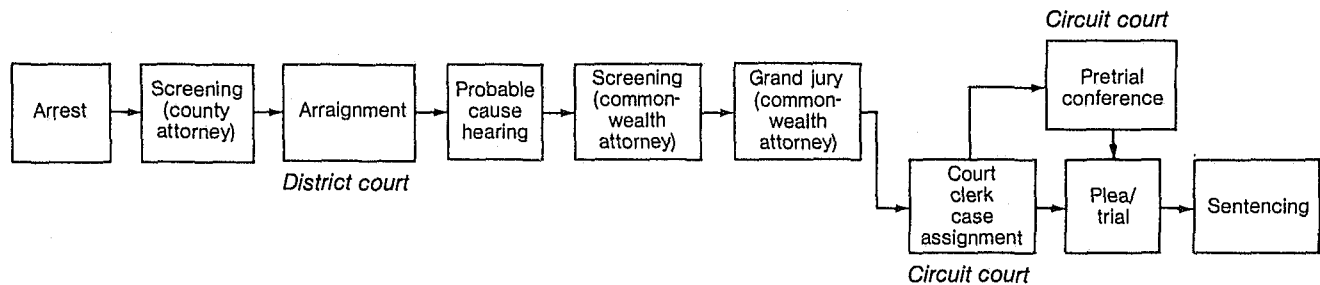 Arrest
Screening
(county
attorney)
Arraignment
District court
Probable
cause
hearing
Screening
(common-
wealth
attorney)
Grand jury
(common-
wealth
attorney)
Court
clerk
case
assignment
Circuit court
Circuit court
Pretrial
conference
Plea/
trial
Sentencing